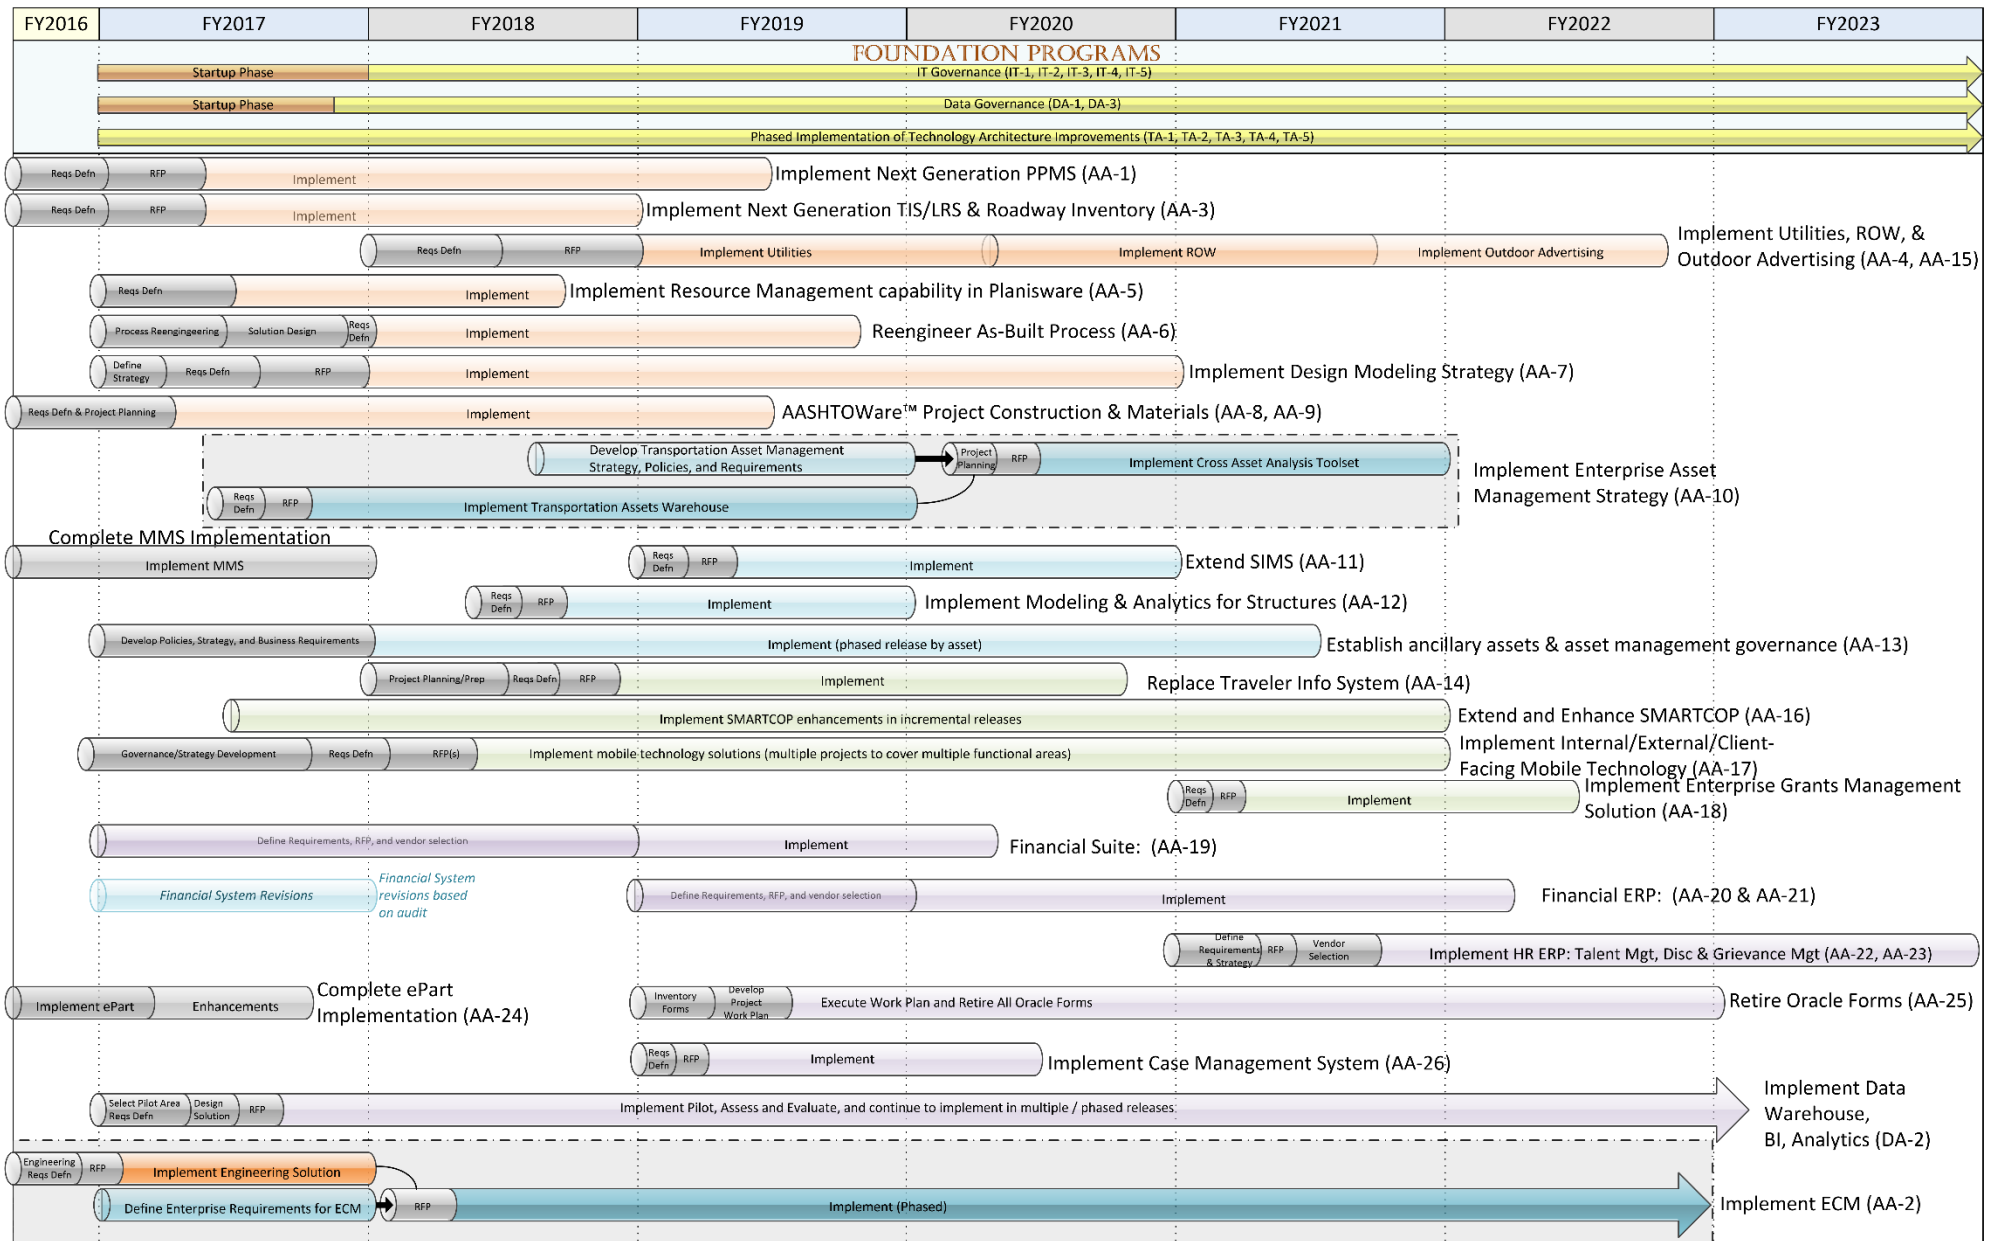 FY2016 FY2017 FY2018 FY2019 FY2020 FY2021 FY2022 FY2023
FOUNDATION PROGRAMS
Startup Phase
IT Governance (IT-1, IT-2, IT-3, IT-4, IT-5)
Startup Phase
Data Governance (DA-1, DA-3)
Phased Implementation of Technology Architecture Improvements (TA-1, TA-2, TA-3, TA-4, TA-5)
Reqs Defn
RFP
Implement
Implement Next Generation PPMS (AA-1)
Reqs Defn
RFP
Implement
Implement Next Generation TIS/LRS & Roadway Inventory (AA-3)
Reqs Defn
RFP
Implement Utilities
Implement ROW
Implement Outdoor Advertising
Implement Utilities, ROW, &
Outdoor Advertising (AA-4, AA-15)
Reqs Defn
Implement
Implement Resource Management capability in Planisware (AA-5)
Process Reengingeering
Solution Design
Reqs
Defn
Implement
Reengineer As-Built Process (AA-6)
Define
Strategy
Reqs Defn
RFP
Implement
Implement Design Modeling Strategy (AA-7)
Reqs Defn & Project Planning
Implement
AASHTOWare™ Project Construction & Materials (AA-8, AA-9)
Develop Transportation Asset Management
Strategy, Policies, and Requirements
Project
Planning
RFP
Implement Cross Asset Analysis Toolset
Reqs
Defn
RFP
Implement Transportation Assets Warehouse
Implement Enterprise Asset
Management Strategy (AA-10)
Complete MMS Implementation
Implement MMS
Reqs
Defn
RFP
Implement
Extend SIMS (AA-11)
Reqs
Defn
RFP
Implement
Implement Modeling & Analytics for Structures (AA-12)
Develop Policies, Strategy, and Business Requirements
Implement (phased release by asset)
Establish ancillary assets & asset management governance (AA-13)
Project Planning/Prep
Reqs Defn
RFP
Implement
Replace Traveler Info System (AA-14)
Implement SMARTCOP enhancements in incremental releases
Extend and Enhance SMARTCOP (AA-16)
Governance/Strategy Development
Reqs Defn
RFP(s)
Implement mobile technology solutions (multiple projects to cover multiple functional areas)
Implement Internal/External/Client-
Facing Mobile Technology (AA-17)
Reqs
Defn
RFP
Implement
Implement Enterprise Grants Management
Solution (AA-18)
Define Requirements, RFP, and vendor selection
Implement
Financial Suite: (AA-19)
Financial System Revisions
Financial System
revisions based
on audit
Define Requirements, RFP, and vendor selection
Implement
Financial ERP: (AA-20 & AA-21)
Define
Requirements
& Strategy
RFP
Vendor
Selection
Implement HR ERP: Talent Mgt, Disc & Grievance Mgt (AA-22, AA-23)
Implement ePart
Enhancements
Complete ePart
Implementation (AA-24)
Inventory
Forms
Develop
Project
Work Plan
Execute Work Plan and Retire All Oracle Forms
Retire Oracle Forms (AA-25)
Reqs
Defn
RFP
Implement
Implement Case Management System (AA-26)
Select Pilot Area
Reqs Defn
Design
Solution
RFP
Implement Pilot, Assess and Evaluate, and continue to implement in multiple / phased releases
Implement Data
Warehouse,
BI, Analytics (DA-2)
Engineering
Reqs Defn
RFP
Implement Engineering Solution
Define Enterprise Requirements for ECM
RFP
Implement (Phased)
Implement ECM (AA-2)